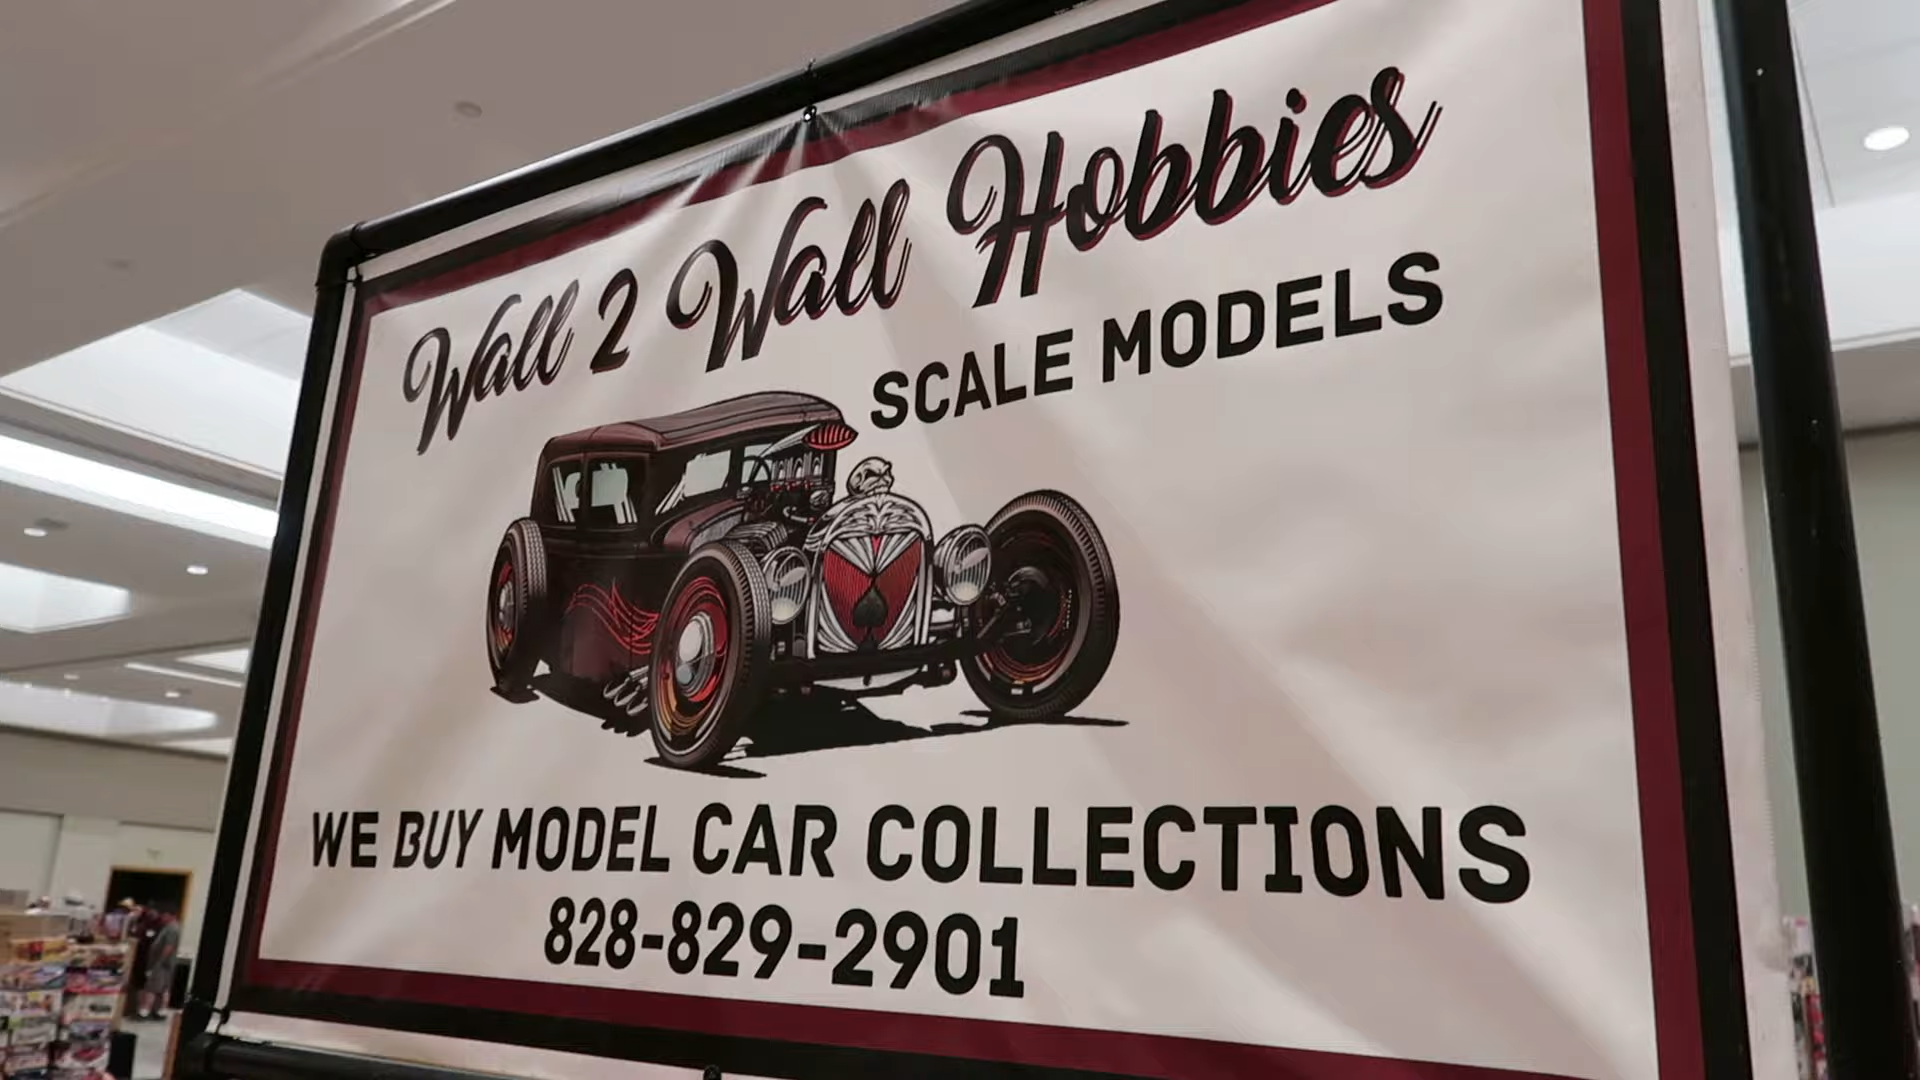 Wall 2 Wall Hobbies
SCALE MODELS
WE BUY MODEL CAR COLLECTIONS
828-829-2901